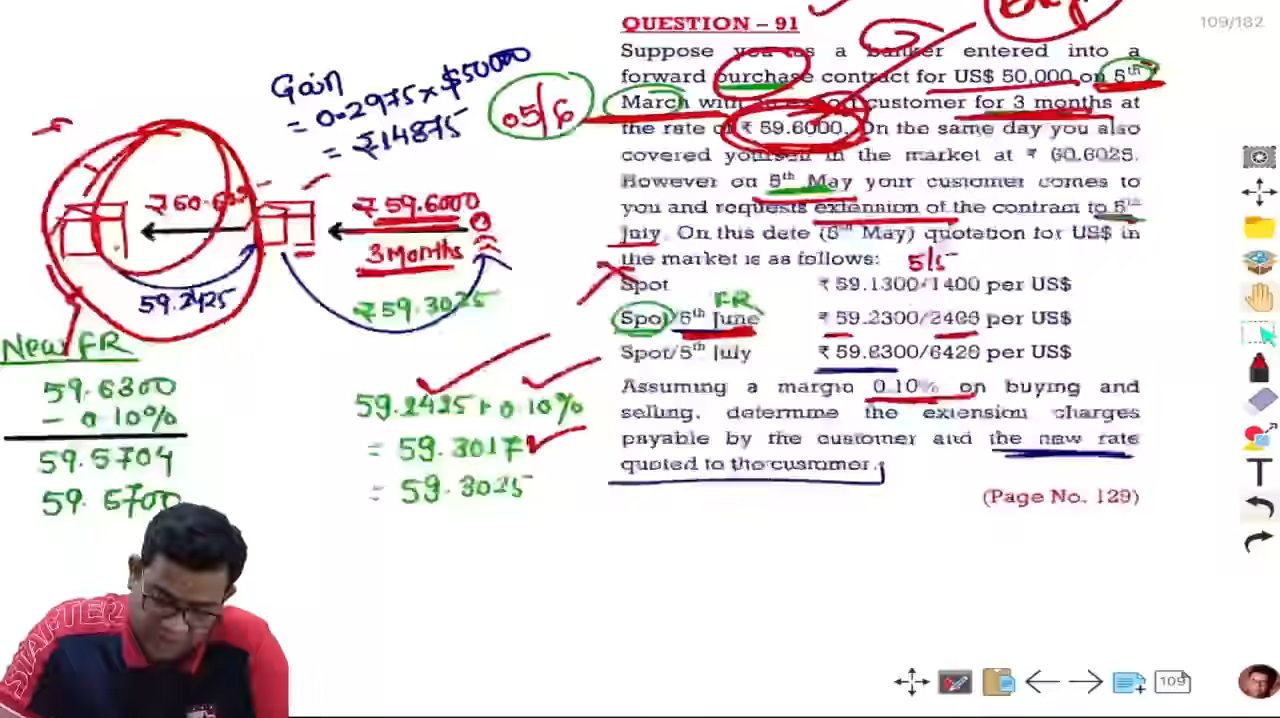 109/182
QUESTION – 91
Suppose you as a banker entered into a
forward purchase contract for US$ 50,000 on 5th
March with an export customer for 3 months at
the rate of ₹ 59.6000. On the same day you also
covered yourself in the market at ₹ 60.6025.
However on 5th May your customer comes to
you and requests extension of the contract to 5th
July. On this date (5th May) quotation for US$ in
the market is as follows: 5/5
Spot ₹ 59.1300/1400 per US$
FR
Spot/5th June ₹ 59.2300/2425 per US$
Spot/5th July ₹ 59.6300/6425 per US$
Assuming a margin 0.10% on buying and
selling, determine the extension charges
payable by the customer and the new rate
quoted to the customer.
(Page No. 129)
Gain
= 0.2975 x $50000
= ₹14875
05/6
₹59.6000
3 Months
59.2425
₹59.3025
New FR
59.6300
- 0.10%
59.5704
59.5700
59.2425 + 0.10%
= 59.3017
= 59.3025
STARTER
T
109